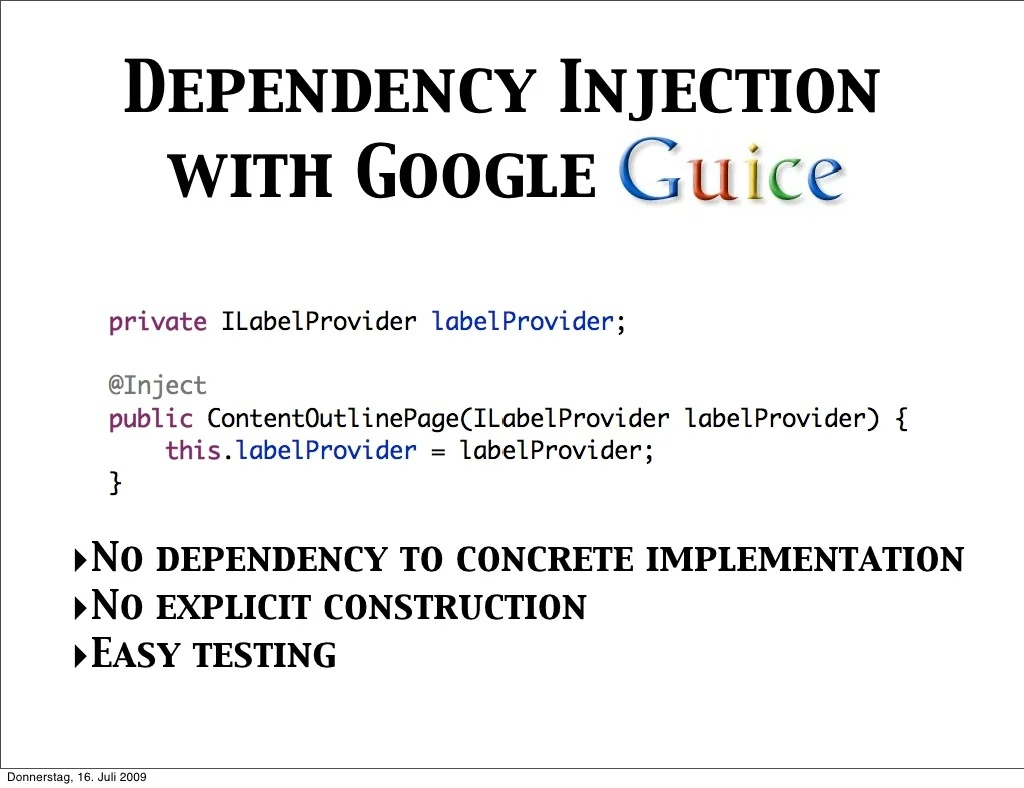 Dependency Injection
with Google Guice
private ILabelProvider labelProvider;
@Inject
public ContentOutlinePage(ILabelProvider labelProvider) {
    this.labelProvider = labelProvider;
}
▸No dependency to concrete implementation
▸No explicit construction
▸Easy testing
Donnerstag, 16. Juli 2009